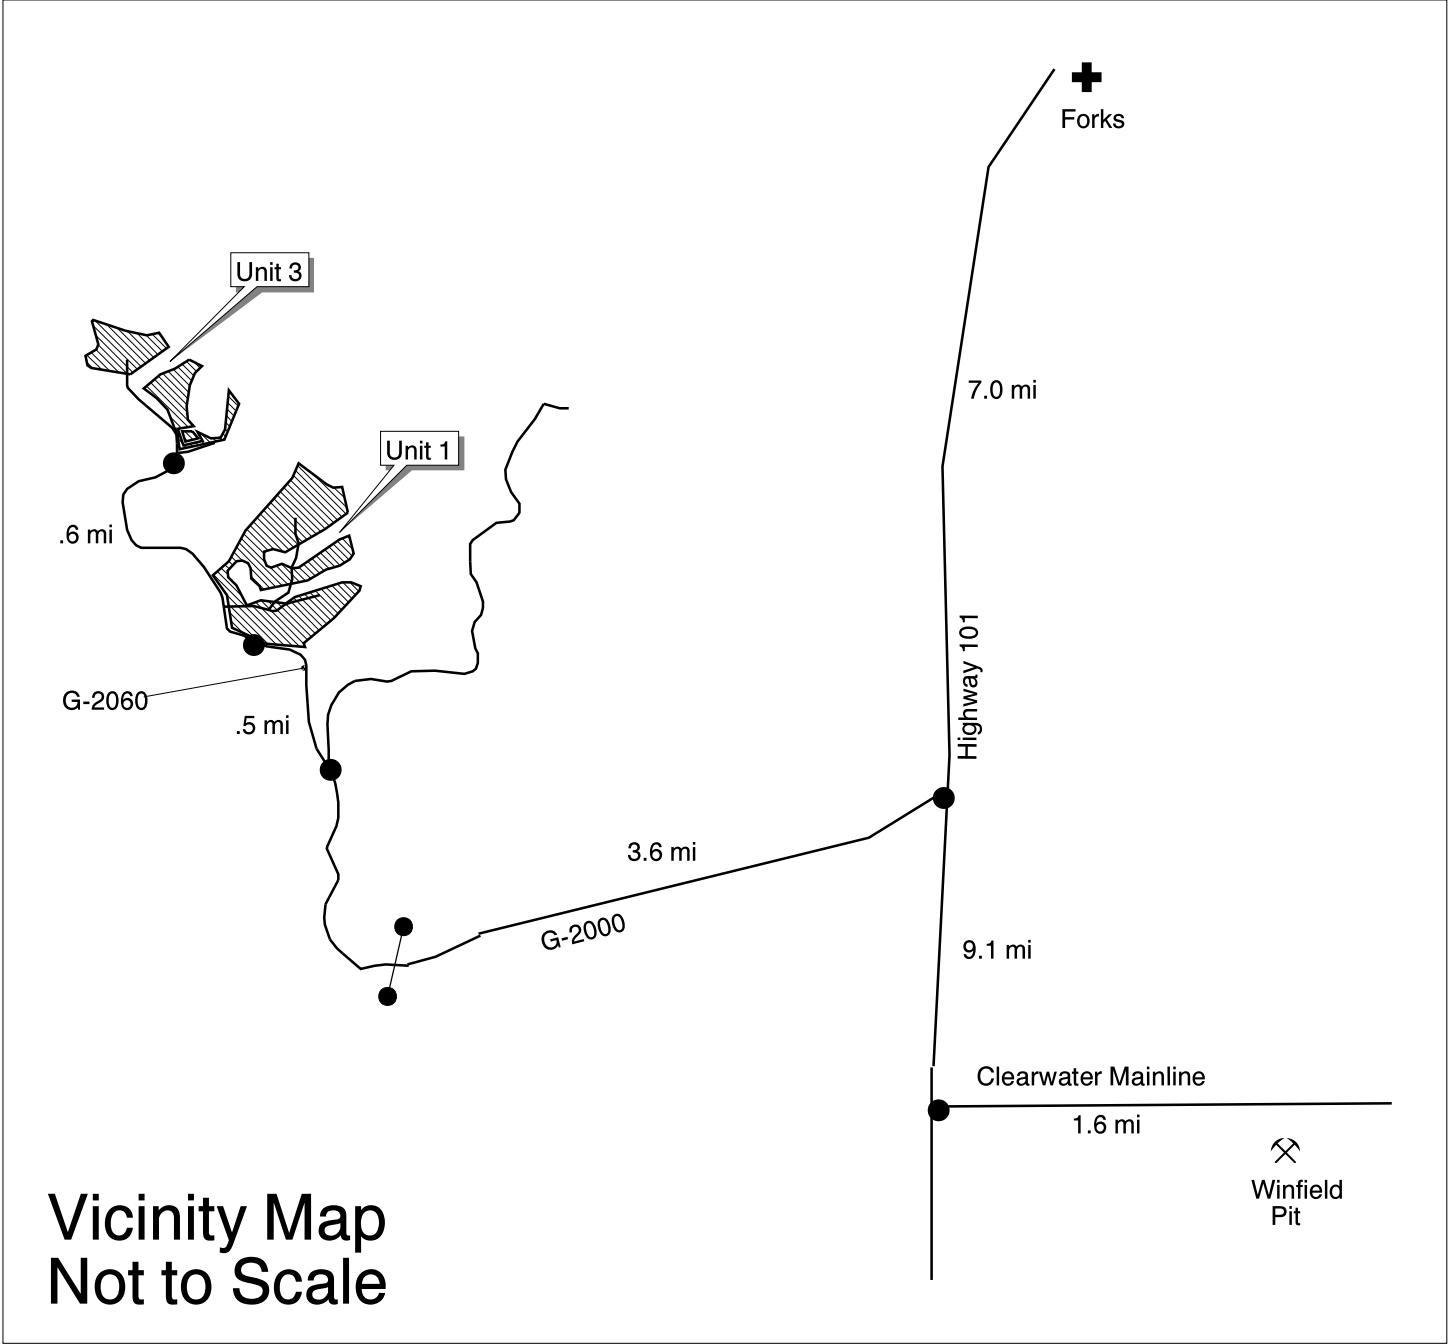 Forks
Unit 3
7.0 mi
Unit 1
.6 mi
Highway 101
G-2060
.5 mi
3.6 mi
G-2000
9.1 mi
Clearwater Mainline
1.6 mi
Winfield
Pit
Vicinity Map
Not to Scale